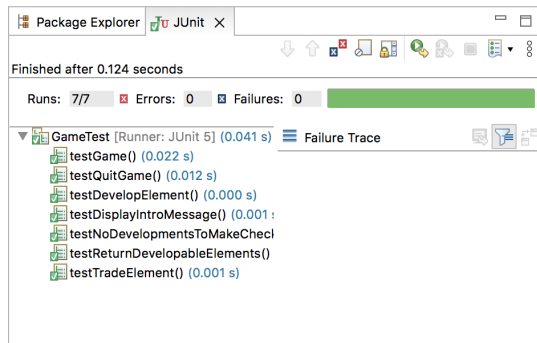 Package Explorer JUnit
Finished after 0.124 seconds
Runs: 7/7 Errors: 0 Failures: 0
GameTest [Runner: JUnit 5] (0.041 s)
Failure Trace
testGame() (0.022 s)
testQuitGame() (0.012 s)
testDevelopElement() (0.000 s)
testDisplayIntroMessage() (0.001
testNoDevelopmentsToMakeChec
testReturnDevelopableElements()
testTradeElement() (0.001 s)